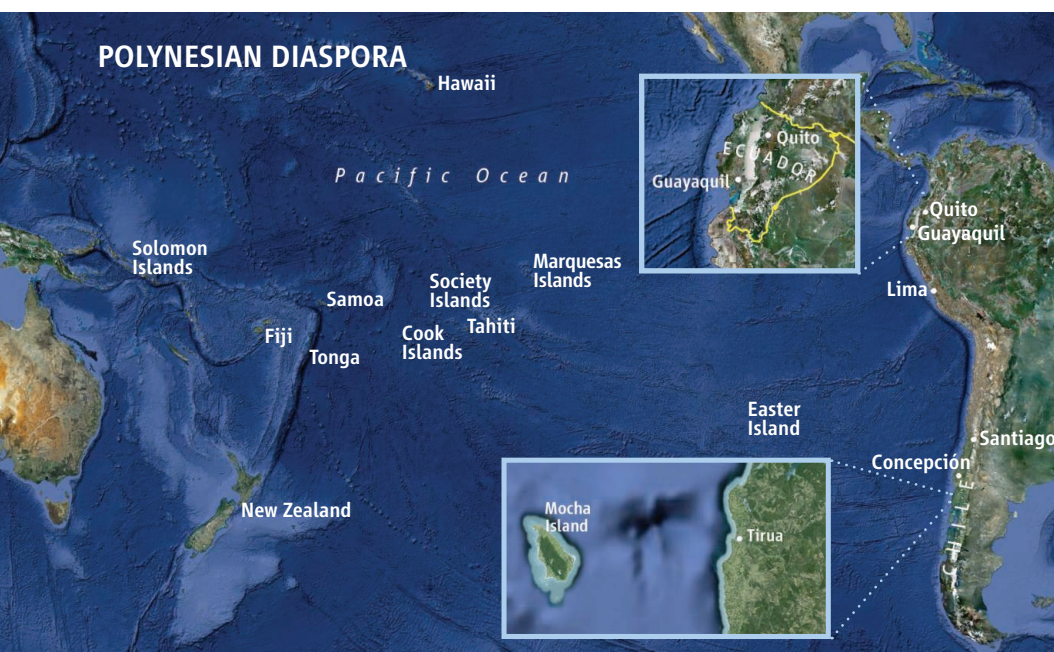 POLYNESIAN DIASPORA
Hawaii
Pacific Ocean
Quito
ECUADOR
Guayaquil
Quito
Guayaquil
Lima
Solomon
Islands
Samoa
Society
Islands
Marquesas
Islands
Fiji
Tonga
Cook
Islands
Tahiti
Easter
Island
Santiago
Concepción
CHILE
New Zealand
Mocha
Island
Tirua